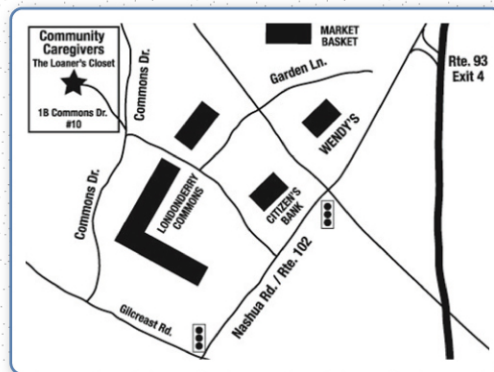 Community
Caregivers
The Loaner's Closet
1B Commons Dr.
#10
Commons Dr.
MARKET
BASKET
Garden Ln.
Rte. 93
Exit 4
WENDY'S
Commons Dr.
LONDONDERRY
COMMONS
CITIZEN'S
BANK
Nashua Rd. / Rte. 102
Gilcreast Rd.